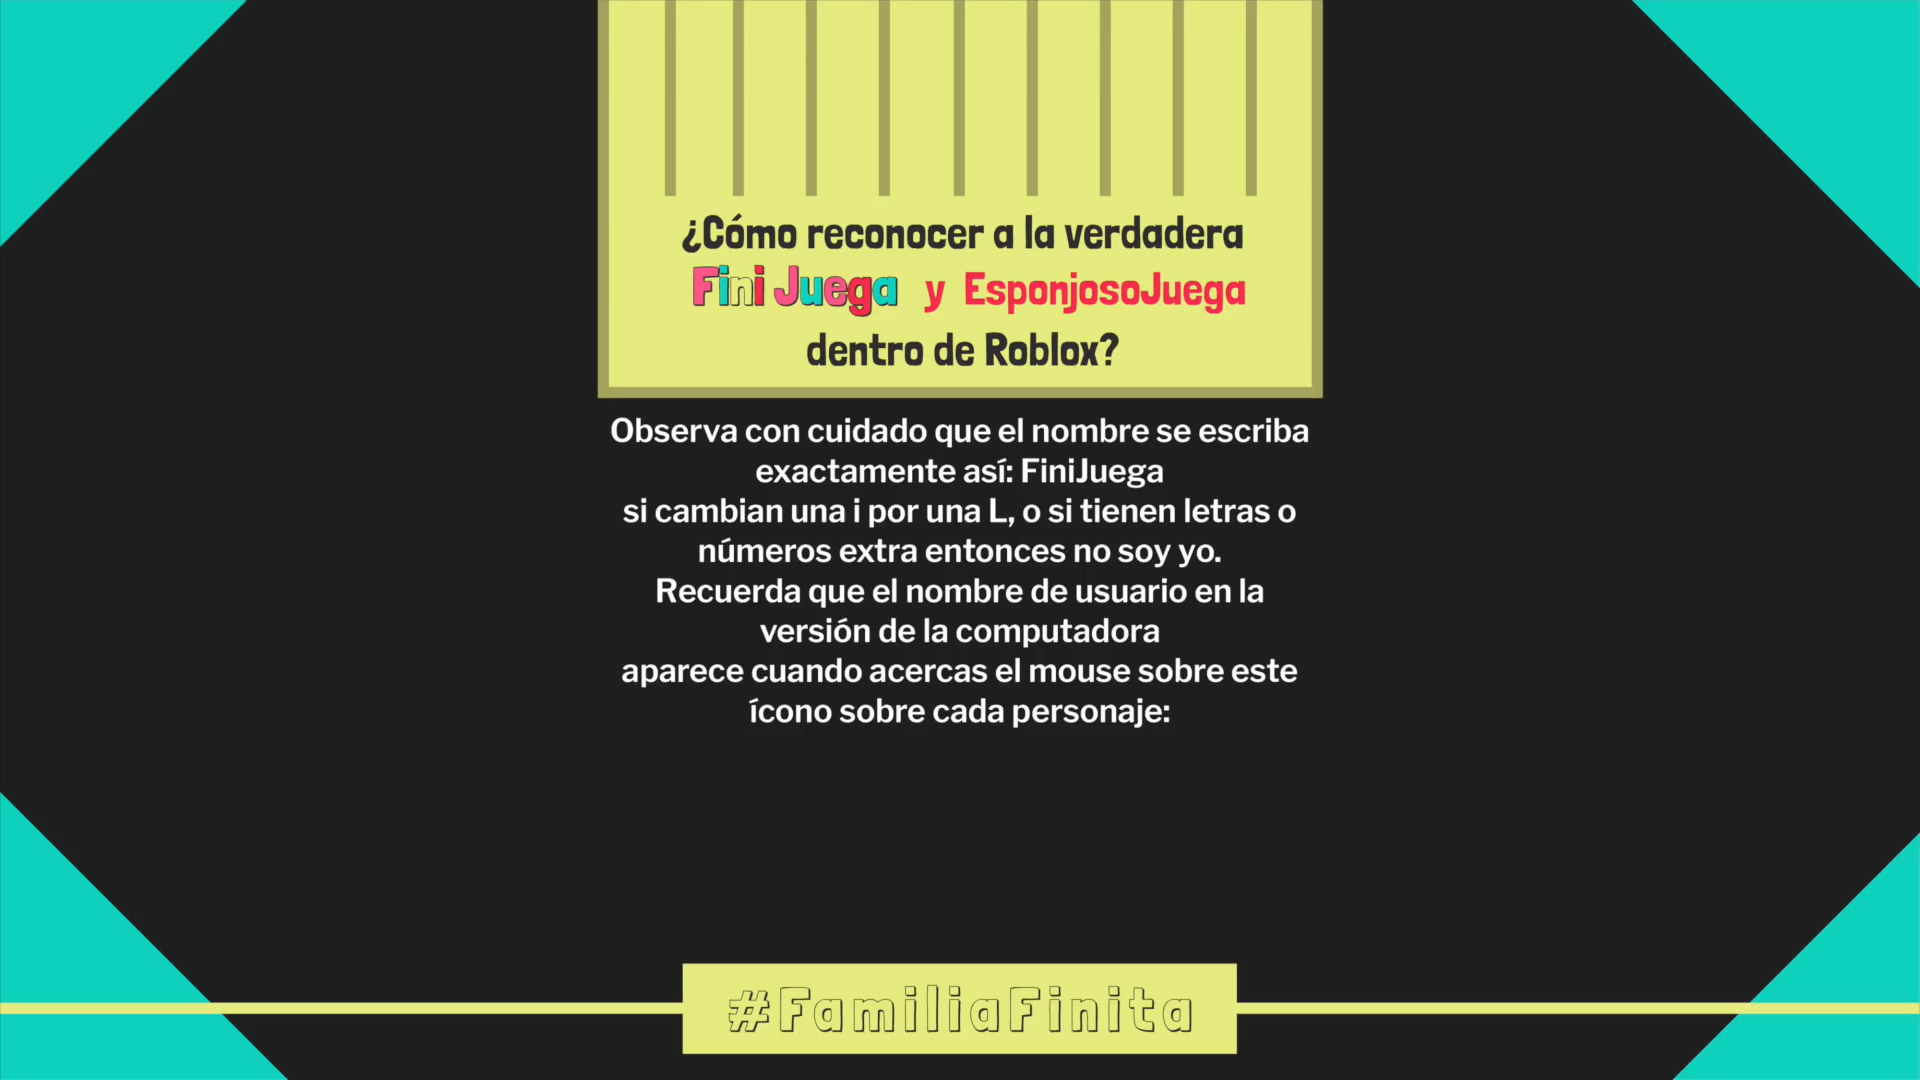 ¿Cómo reconocer a la verdadera
Fini Juega y EsponjosoJuega
dentro de Roblox?
Observa con cuidado que el nombre se escriba
exactamente así: FiniJuega
si cambian una i por una L, o si tienen letras o
números extra entonces no soy yo.
Recuerda que el nombre de usuario en la
versión de la computadora
aparece cuando acercas el mouse sobre este
ícono sobre cada personaje:
#FamiliaFinita